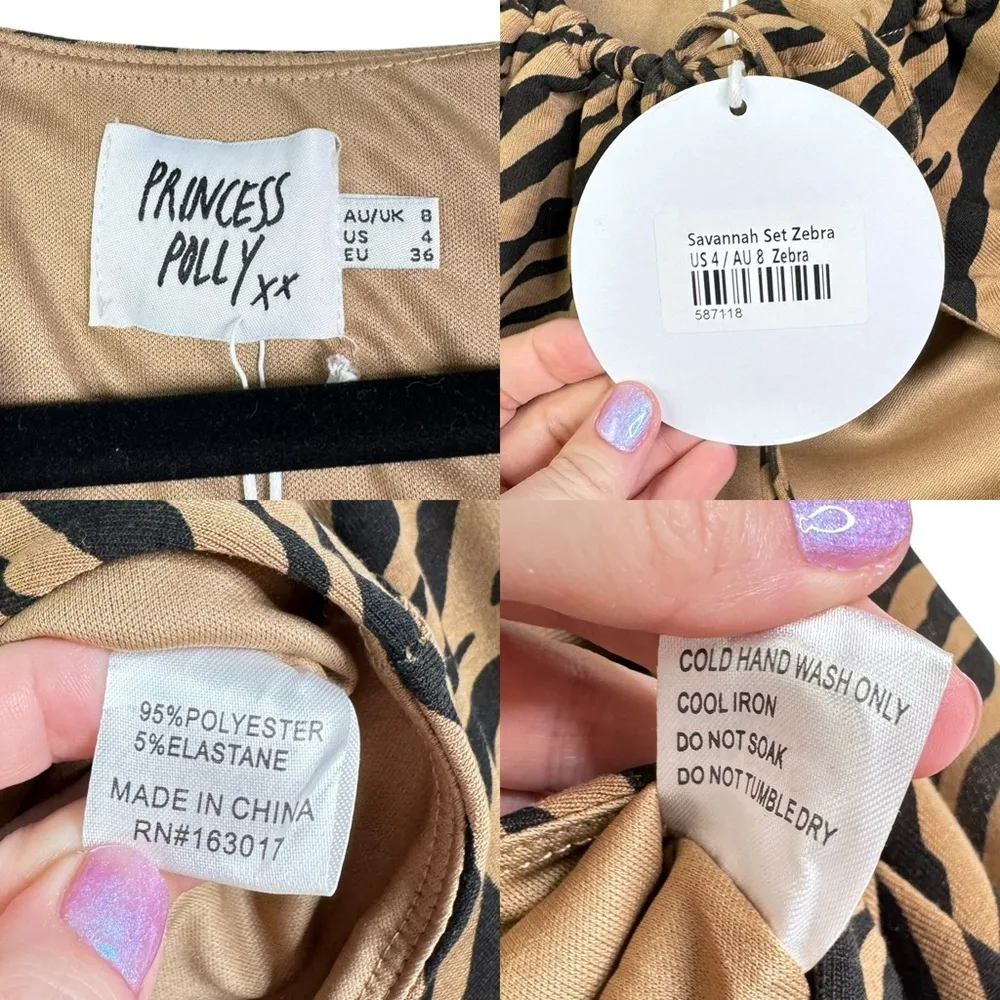 PRINCESS
POLLY xx
AU/UK 8
US 4
EU 36
Savannah Set Zebra
US 4 / AU 8 Zebra
587118
95%POLYESTER
5%ELASTANE
MADE IN CHINA
RN#163017
COLD HAND WASH ONLY
COOL IRON
DO NOT SOAK
DO NOT TUMBLE DRY